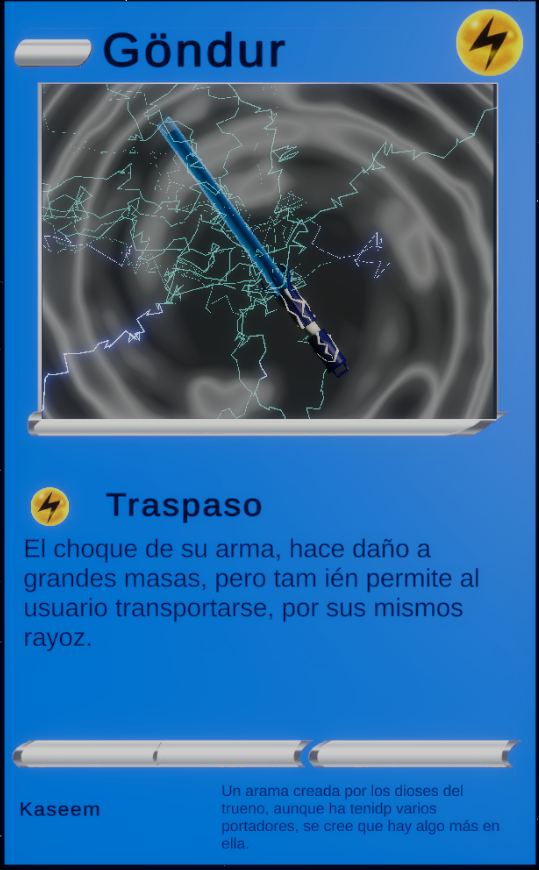 Göndur
Traspaso
El choque de su arma, hace daño a
grandes masas, pero tam ién permite al
usuario transportarse, por sus mismos
rayoz.
Kaseem
Un arama creada por los dioses del
trueno, aunque ha tenidp varios
portadores, se cree que hay algo más en
ella.